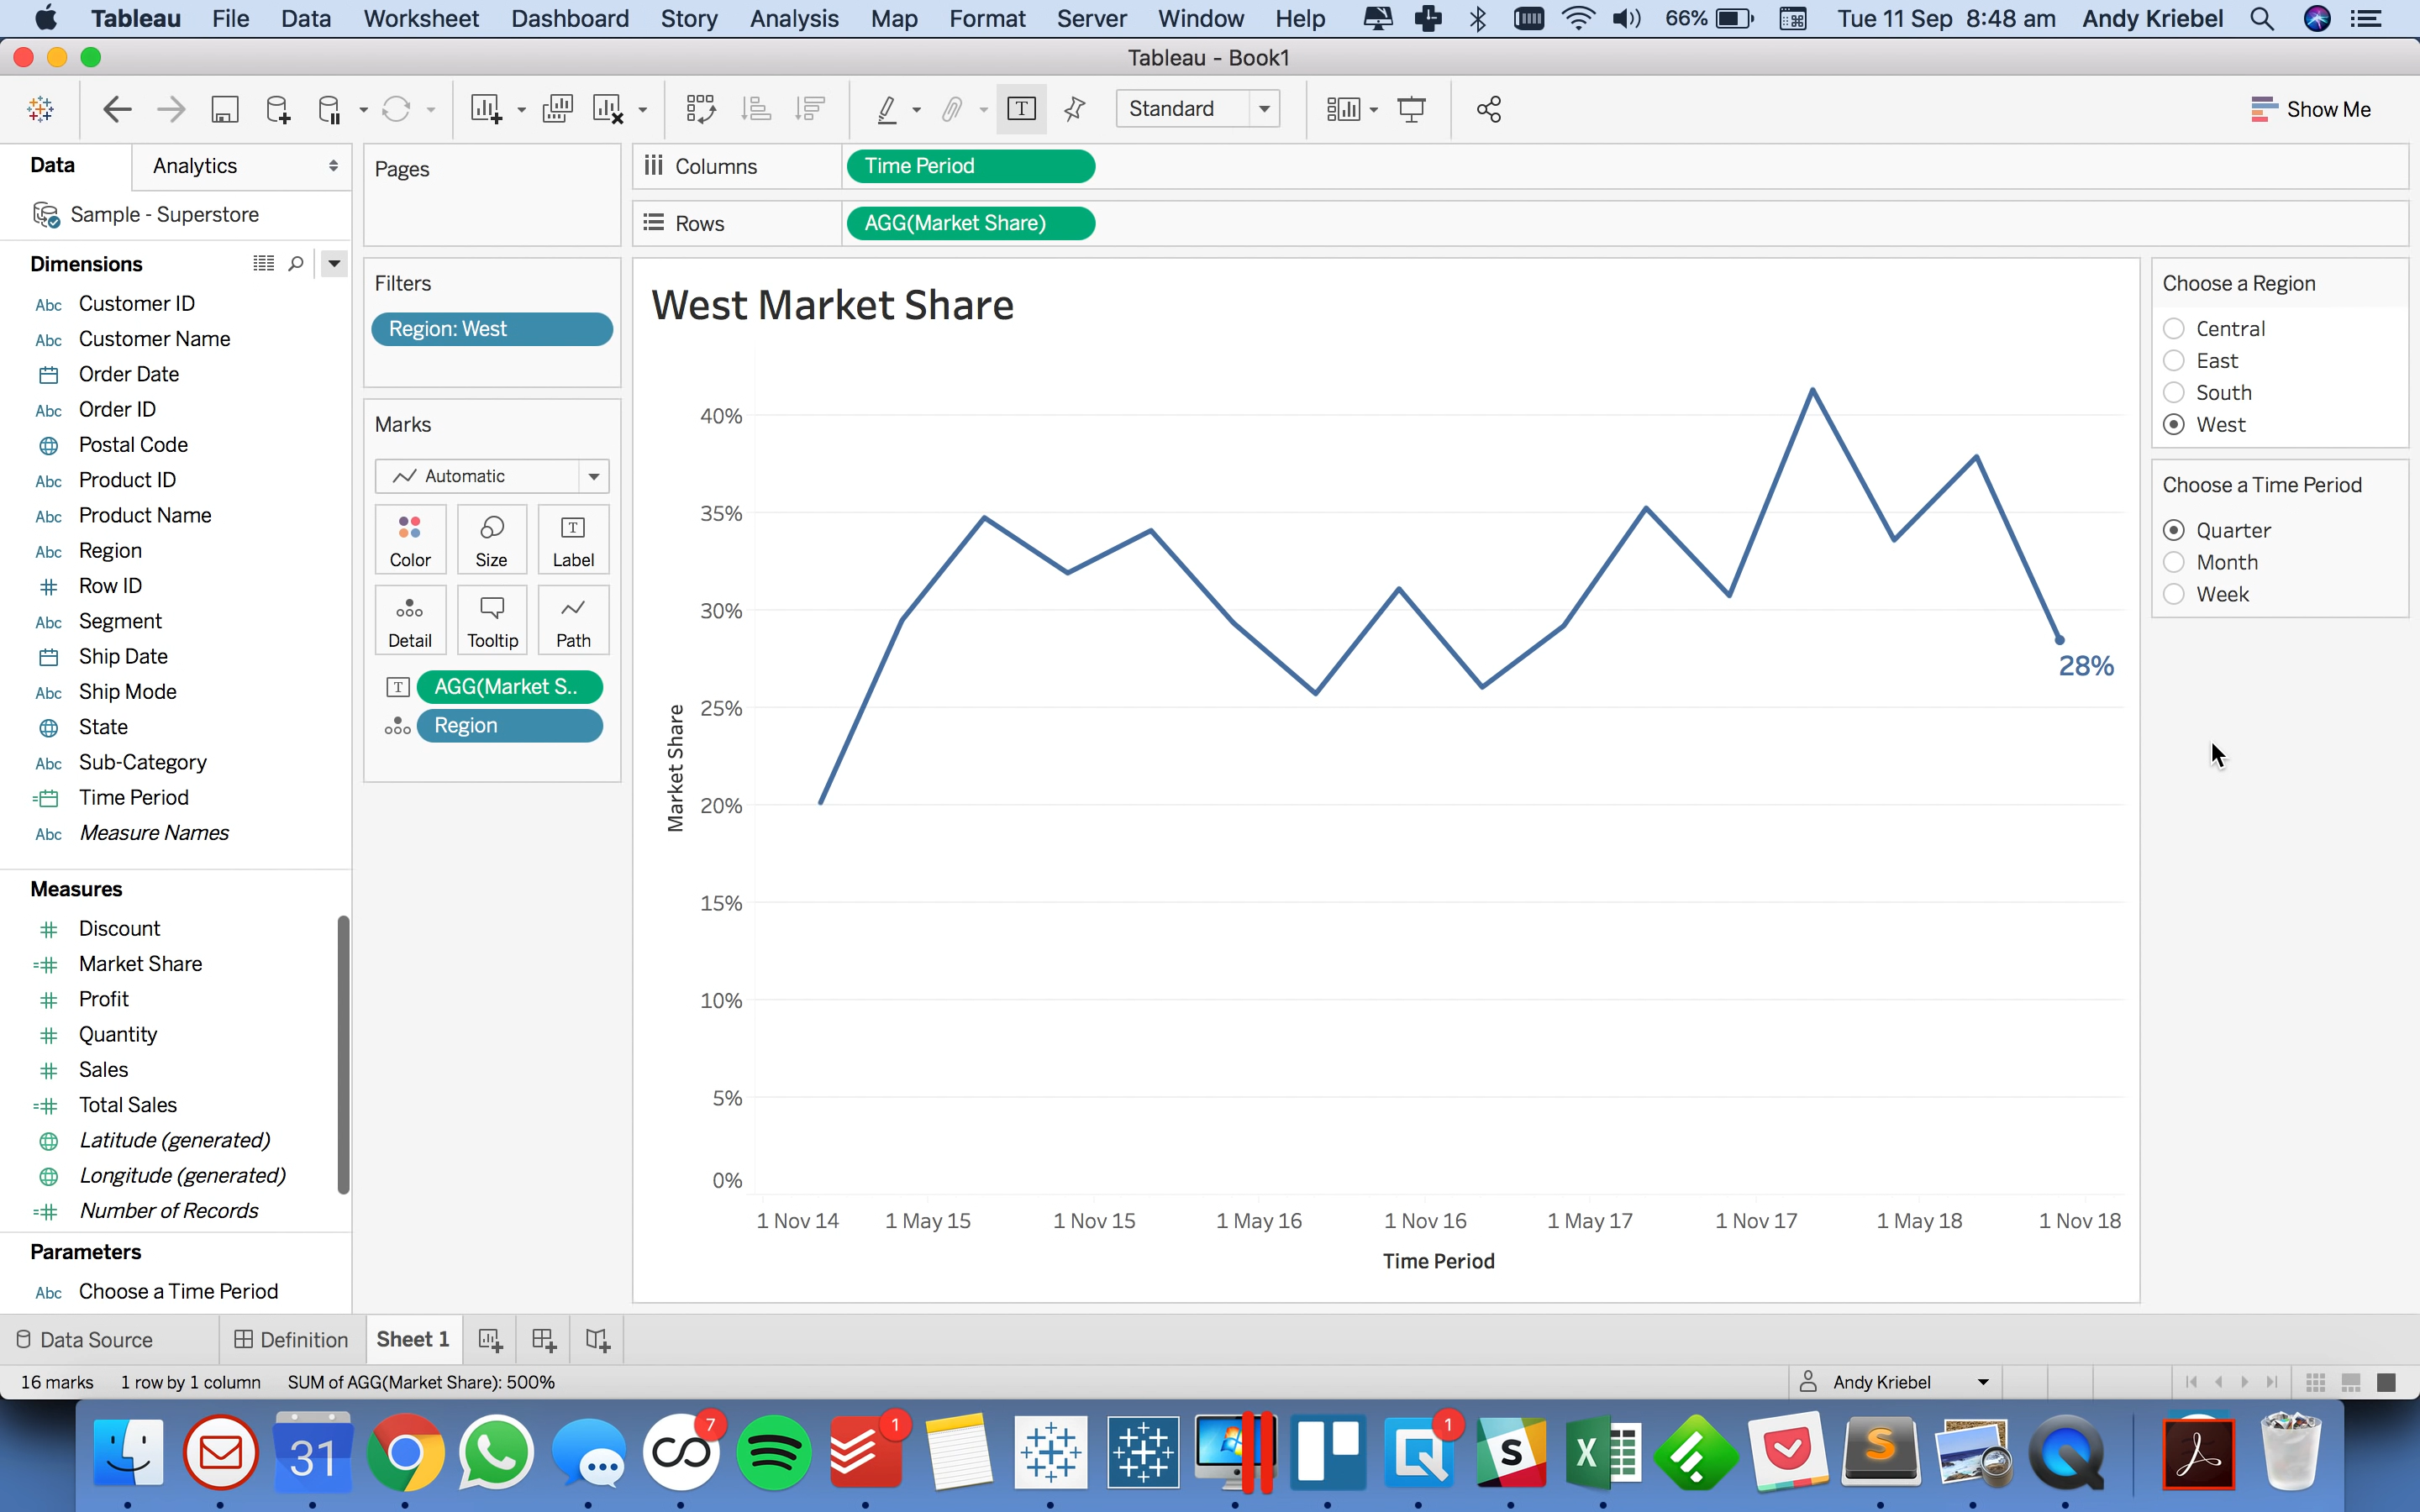 Tableau File Data Worksheet Dashboard Story Analysis Map Format Server Window Help 66% Tue 11 Sep 8:48 am Andy Kriebel
Tableau - Book1
Standard Show Me
Data Analytics
Sample - Superstore
Dimensions
Abc Customer ID
Abc Customer Name
Order Date
Abc Order ID
Postal Code
Abc Product ID
Abc Product Name
Abc Region
Row ID
Abc Segment
Ship Date
Abc Ship Mode
State
Abc Sub-Category
Time Period
Abc Measure Names
Measures
Discount
Market Share
Profit
Quantity
Sales
Total Sales
Latitude (generated)
Longitude (generated)
Number of Records
Parameters
Abc Choose a Time Period
Pages
Filters
Region: West
Marks
Automatic
Color Size Label
Detail Tooltip Path
AGG(Market S..
Region
Columns Time Period
Rows AGG(Market Share)
West Market Share
40%
35%
30%
25%
20%
15%
10%
5%
0%
Market Share
28%
1 Nov 14 1 May 15 1 Nov 15 1 May 16 1 Nov 16 1 May 17 1 Nov 17 1 May 18 1 Nov 18
Time Period
Choose a Region
Central
East
South
West
Choose a Time Period
Quarter
Month
Week
Data Source Definition Sheet 1
16 marks 1 row by 1 column SUM of AGG(Market Share): 500% Andy Kriebel
31 7 1 1 S X S